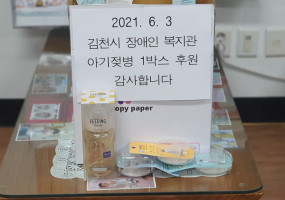 2021. 6. 3
김천시 장애인 복지관
아기젖병 1박스 후원
감사합니다
opy paper
FEEDING